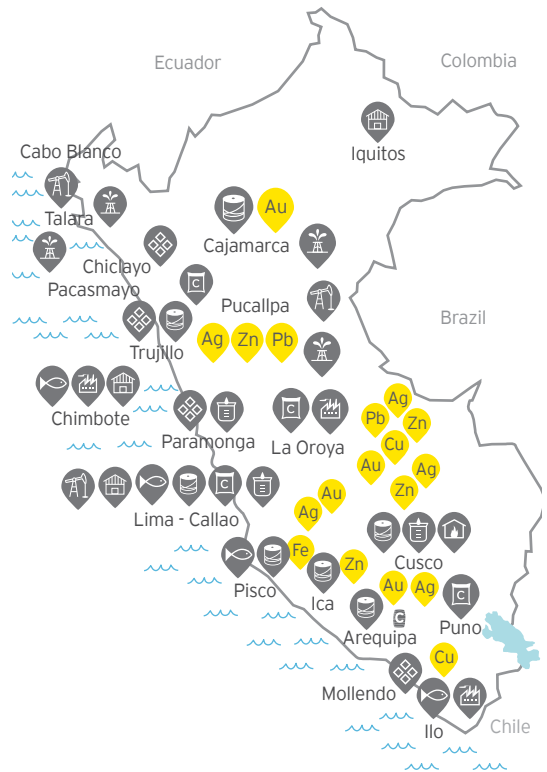 Ecuador
Colombia
Cabo Blanco
Iquitos
Talara
Au
Cajamarca
Chiclayo
Pacasmayo
C
Pucallpa
Brazil
Trujillo
Ag
Zn
Pb
Chimbote
Paramonga
C
La Oroya
Ag
Pb
Zn
Cu
Au
Ag
Zn
C
Lima - Callao
Au
Ag
Fe
Cusco
Pisco
Zn
Ica
Au
Ag
C
C
Arequipa
Puno
Cu
Mollendo
Ilo
Chile